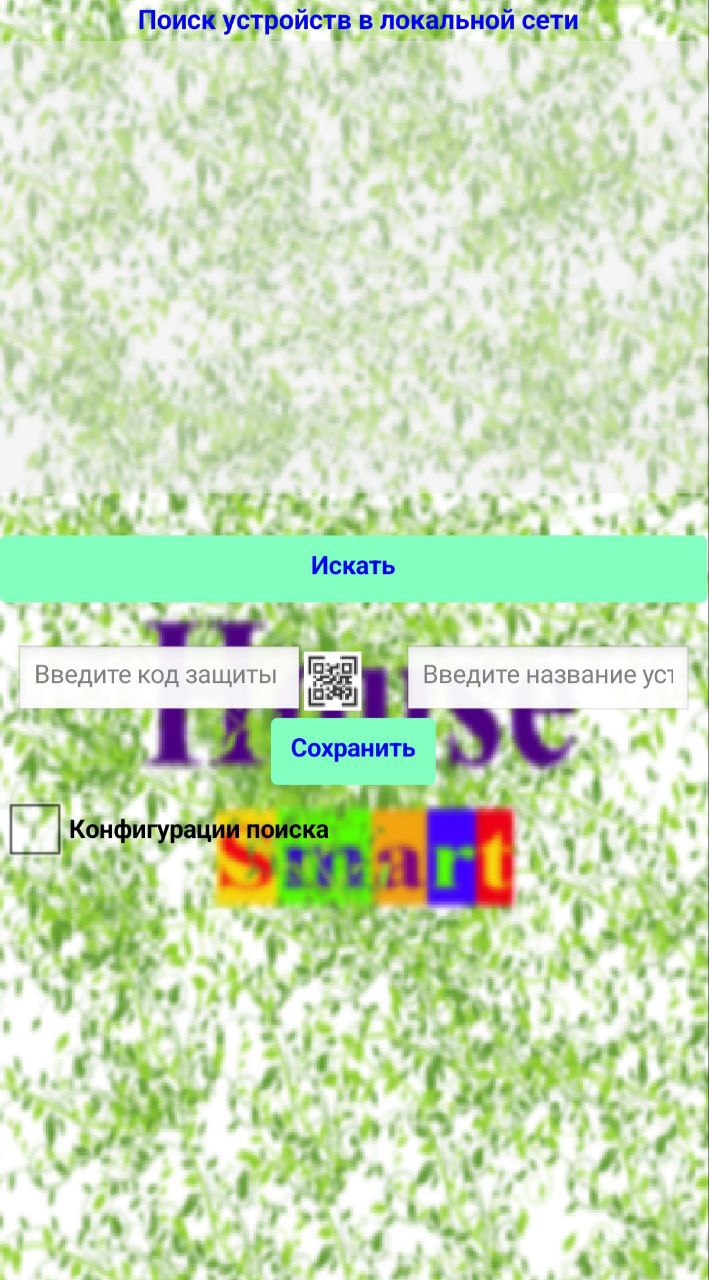 Поиск устройств в локальной сети
Искать
House
Введите код защиты
Введите название уст
Сохранить
Конфигурации поиска
Smart